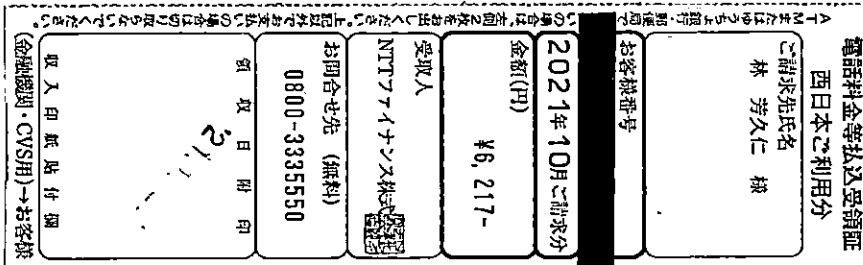 電話料金等払込受領証
西日本ご利用分
ご請求先氏名
林 芳久仁 様
お客様番号
2021年10月ご請求分
金額(円)
¥6,217-
受取人
NTTファイナンス株式会社
お問合せ先 (無料)
0800-3335550
領収日附印
収入印紙貼付欄
(金融機関・CVS用)→お客様